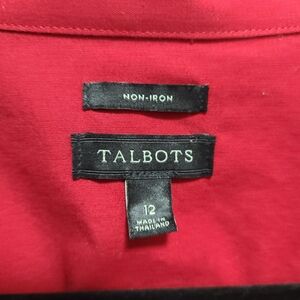 NON-IRON
TALBOTS
12
MADE IN
THAILAND